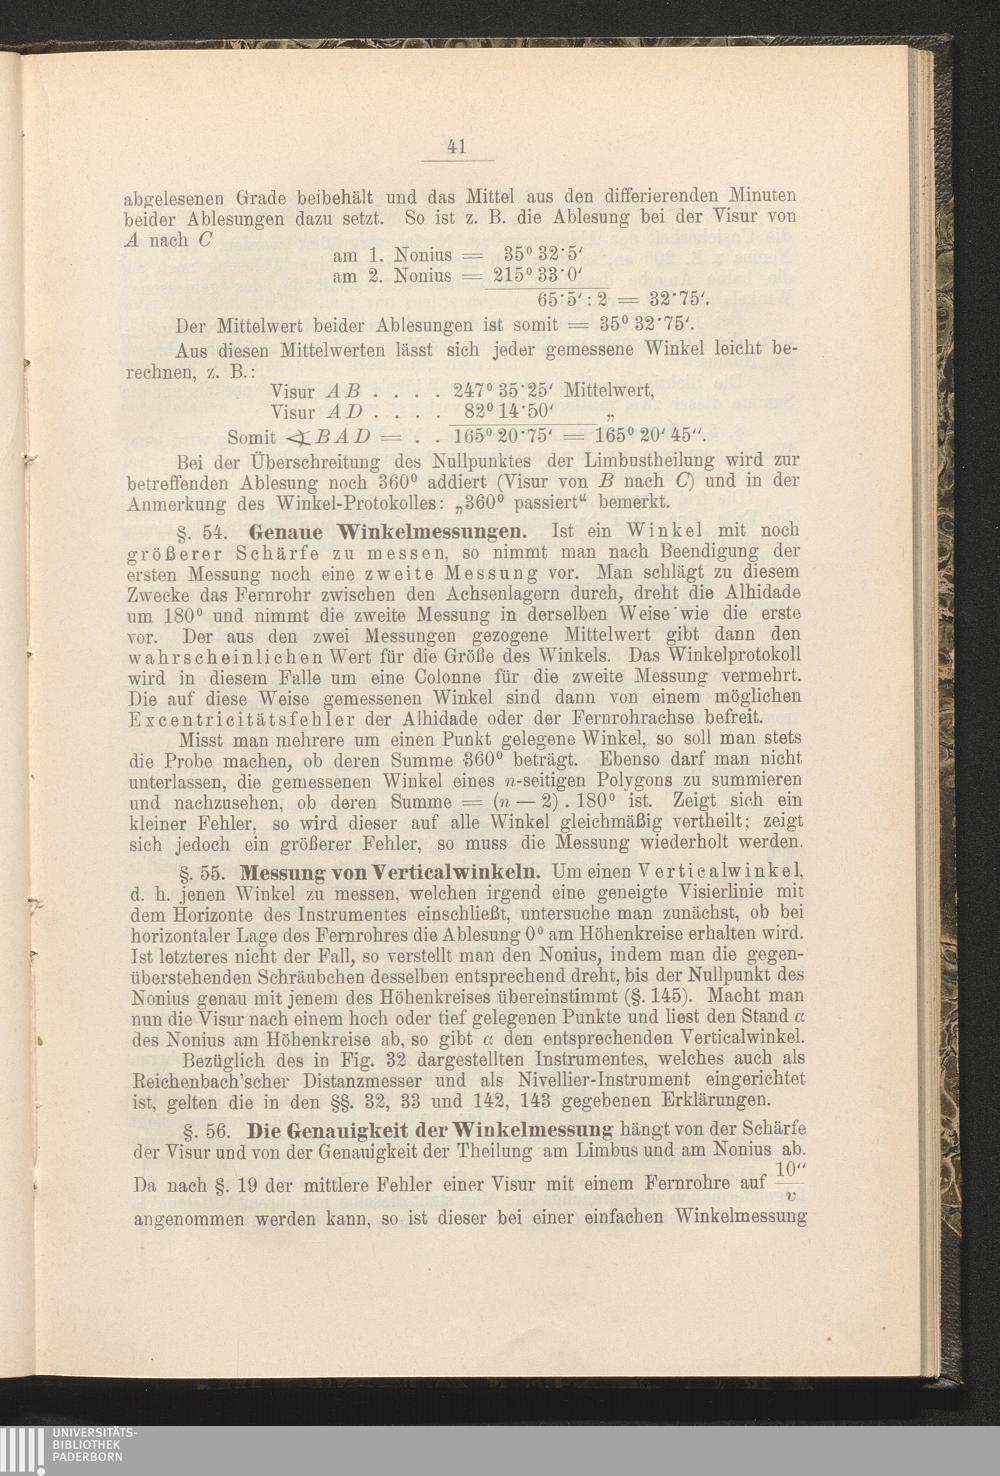 41
abgelesenen Grade beibehält und das Mittel aus den differierenden Minuten
beider Ablesungen dazu setzt. So ist z. B. die Ablesung bei der Visur von
A nach C
am 1. Nonius = 35⁰ 32·5′
am 2. Nonius = 215⁰ 33·0′
65·5′ : 2 = 32·75′.
Der Mittelwert beider Ablesungen ist somit = 35⁰ 32·75′.
Aus diesen Mittelwerten lässt sich jeder gemessene Winkel leicht be-
rechnen, z. B.:
Visur A B . . . . 247⁰ 35·25′ Mittelwert,
Visur A D . . . . 82⁰ 14·50′ „
Somit ∢ B A D = . . 165⁰ 20·75′ = 165⁰ 20′ 45″.
Bei der Überschreitung des Nullpunktes der Limbustheilung wird zur
betreffenden Ablesung noch 360⁰ addiert (Visur von B nach C) und in der
Anmerkung des Winkel-Protokolles: „360⁰ passiert“ bemerkt.
§. 54. Genaue Winkelmessungen. Ist ein Winkel mit noch
größerer Schärfe zu messen, so nimmt man nach Beendigung der
ersten Messung noch eine zweite Messung vor. Man schlägt zu diesem
Zwecke das Fernrohr zwischen den Achsenlagern durch, dreht die Alhidade
um 180⁰ und nimmt die zweite Messung in derselben Weise wie die erste
vor. Der aus den zwei Messungen gezogene Mittelwert gibt dann den
wahrscheinlichen Wert für die Größe des Winkels. Das Winkelprotokoll
wird in diesem Falle um eine Colonne für die zweite Messung vermehrt.
Die auf diese Weise gemessenen Winkel sind dann von einem möglichen
Excentricitätsfehler der Alhidade oder der Fernrohrachse befreit.
Misst man mehrere um einen Punkt gelegene Winkel, so soll man stets
die Probe machen, ob deren Summe 360⁰ beträgt. Ebenso darf man nicht
unterlassen, die gemessenen Winkel eines n-seitigen Polygons zu summieren
und nachzusehen, ob deren Summe = (n — 2) . 180⁰ ist. Zeigt sich ein
kleiner Fehler, so wird dieser auf alle Winkel gleichmäßig vertheilt; zeigt
sich jedoch ein größerer Fehler, so muss die Messung wiederholt werden.
§. 55. Messung von Verticalwinkeln. Um einen Verticalwinkel,
d. h. jenen Winkel zu messen, welchen irgend eine geneigte Visierlinie mit
dem Horizonte des Instrumentes einschließt, untersuche man zunächst, ob bei
horizontaler Lage des Fernrohres die Ablesung 0⁰ am Höhenkreise erhalten wird.
Ist letzteres nicht der Fall, so verstellt man den Nonius, indem man die gegen-
überstehenden Schräubchen desselben entsprechend dreht, bis der Nullpunkt des
Nonius genau mit jenem des Höhenkreises übereinstimmt (§. 145). Macht man
nun die Visur nach einem hoch oder tief gelegenen Punkte und liest den Stand α
des Nonius am Höhenkreise ab, so gibt α den entsprechenden Verticalwinkel.
Bezüglich des in Fig. 32 dargestellten Instrumentes, welches auch als
Reichenbach’scher Distanzmesser und als Nivellier-Instrument eingerichtet
ist, gelten die in den §§. 32, 33 und 142, 143 gegebenen Erklärungen.
§. 56. Die Genauigkeit der Winkelmessung hängt von der Schärfe
der Visur und von der Genauigkeit der Theilung am Limbus und am Nonius ab.
Da nach §. 19 der mittlere Fehler einer Visur mit einem Fernrohre auf 10″/v
angenommen werden kann, so ist dieser bei einer einfachen Winkelmessung
UNIVERSITÄTS-
BIBLIOTHEK
PADERBORN